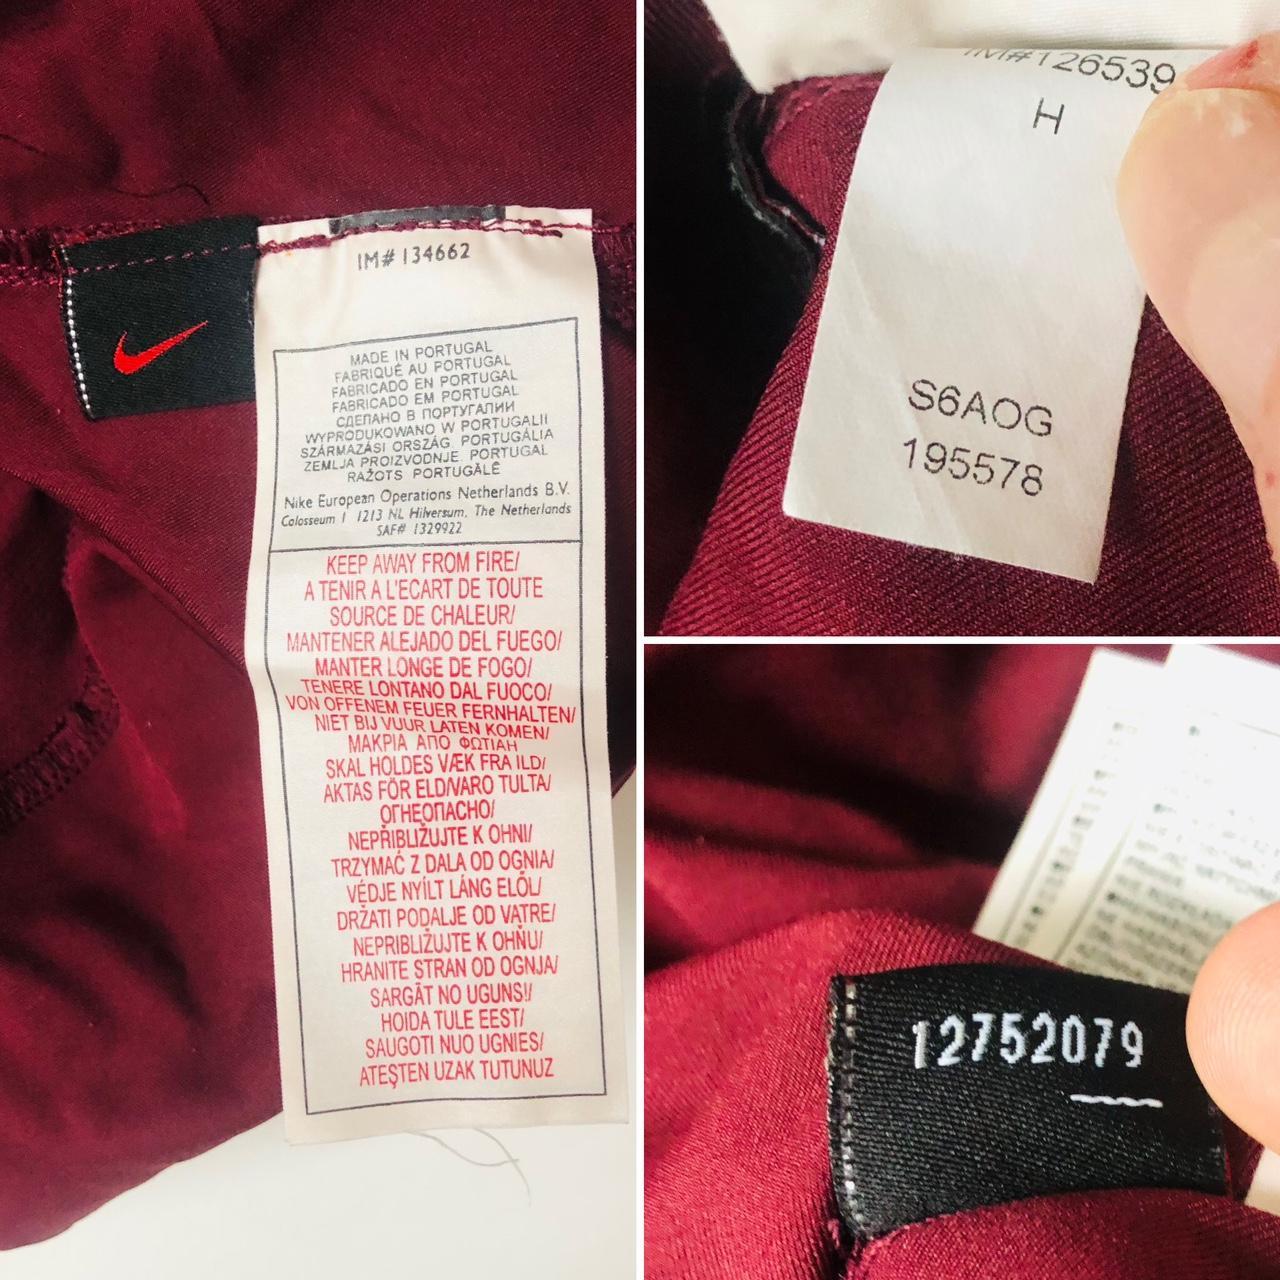 IM# 134662
MADE IN PORTUGAL
FABRIQUÉ AU PORTUGAL
FABRICADO EN PORTUGAL
FABRICADO EM PORTUGAL
СДЕПАНО В ПОРТУГАЛИИ
WYPRODUKOWANO W PORTUGALII
SZÁRMAZÁSI ORSZÁG PORTUGÁLIA
ZEMLJA PROIZVODNJE PORTUGAL
RAŽOTS PORTUGÃLĒ
Nike European Operations Netherlands B.V.
Colosseum 1 1213 NL Hilversum, The Netherlands
SAF# 1329922
KEEP AWAY FROM FIRE/
A TENIR A L'ECART DE TOUTE
SOURCE DE CHALEUR/
MANTENER ALEJADO DEL FUEGO/
MANTER LONGE DE FOGO/
TENERE LONTANO DAL FUOCO/
VON OFFENEM FEUER FERNHALTEN/
NIET BIJ VUUR LATEN KOMEN/
ΜΑΚΡΙΑ ΑΠΟ ΦΩΤΙΑΗ
SKAL HOLDES VÆK FRA ILD/
AKTAS FÖR ELD/VARO TULTA/
ОГНЕОПАСНО/
NEPŘIBLIŽUJTE K OHNI/
TRZYMAĆ Z DALA OD OGNIA/
VÉDJE NYÍLT LÁNG ELŐL/
DRŽATI PODALJE OD VATRE/
NEPRIBLIŽUJTE K OHŇU/
HRANITE STRAN OD OGNJA/
SARGĀT NO UGUNS!/
HOIDA TULE EEST/
SAUGOTI NUO UGNIES/
ATEŞTEN UZAK TUTUNUZ
IM#126539
H
S6AOG
195578
12752079